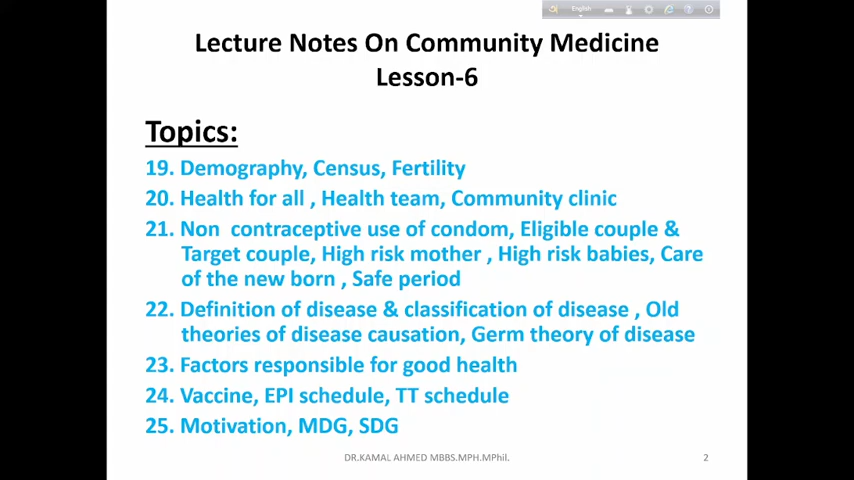 English
Lecture Notes On Community Medicine
Lesson-6
Topics:
19. Demography, Census, Fertility
20. Health for all , Health team, Community clinic
21. Non contraceptive use of condom, Eligible couple &
Target couple, High risk mother , High risk babies, Care
of the new born , Safe period
22. Definition of disease & classification of disease , Old
theories of disease causation, Germ theory of disease
23. Factors responsible for good health
24. Vaccine, EPI schedule, TT schedule
25. Motivation, MDG, SDG
DR.KAMAL AHMED MBBS.MPH.MPhil.
2